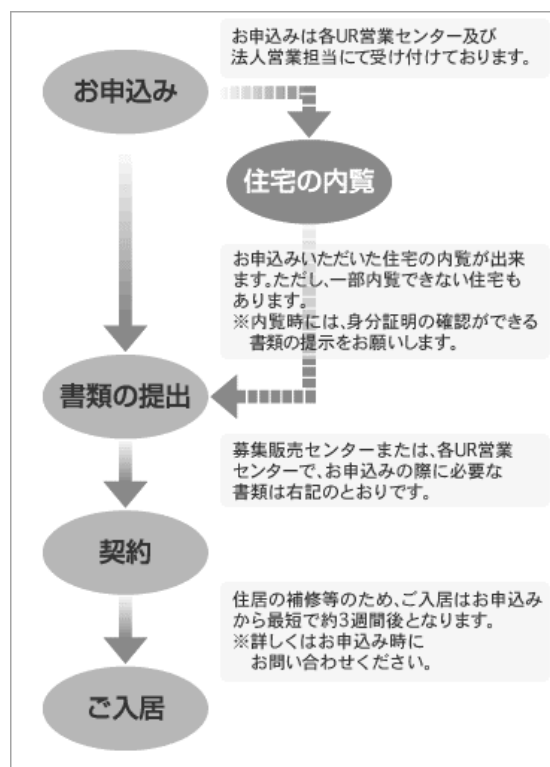 お申込みは各UR営業センター及び
法人営業担当にて受け付けております。
お申込み
住宅の内覧
お申込みいただいた住宅の内覧が出来
ます。ただし、一部内覧できない住宅も
あります。
※内覧時には、身分証明の確認ができる
書類の提示をお願いします。
書類の提出
募集販売センターまたは、各UR営業
センターで、お申込みの際に必要な
書類は右記のとおりです。
契約
住居の補修等のため、ご入居はお申込み
から最短で約3週間後となります。
※詳しくはお申込み時に
お問い合わせください。
ご入居